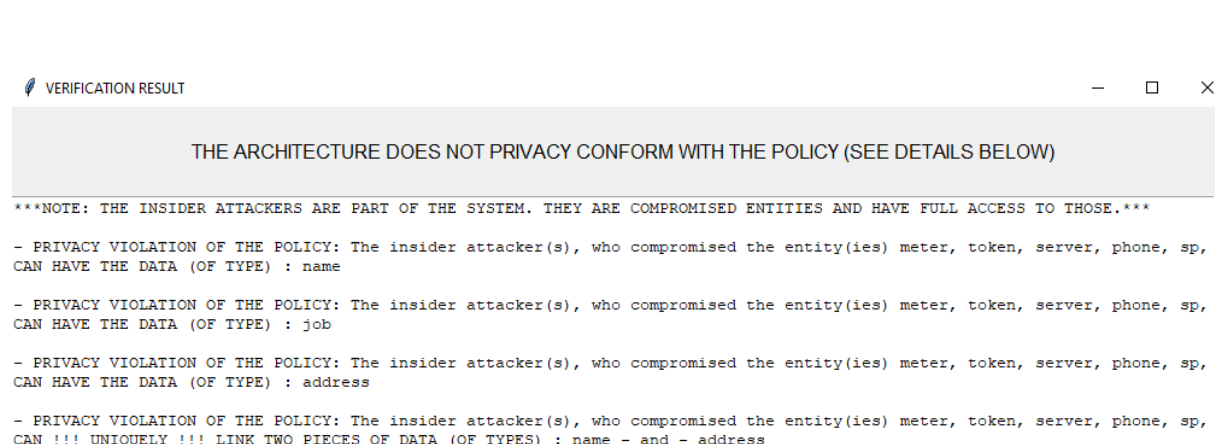 VERIFICATION RESULT
THE ARCHITECTURE DOES NOT PRIVACY CONFORM WITH THE POLICY (SEE DETAILS BELOW)
***NOTE: THE INSIDER ATTACKERS ARE PART OF THE SYSTEM. THEY ARE COMPROMISED ENTITIES AND HAVE FULL ACCESS TO THOSE.***
- PRIVACY VIOLATION OF THE POLICY: The insider attacker(s), who compromised the entity(ies) meter, token, server, phone, sp,
CAN HAVE THE DATA (OF TYPE) : name
- PRIVACY VIOLATION OF THE POLICY: The insider attacker(s), who compromised the entity(ies) meter, token, server, phone, sp,
CAN HAVE THE DATA (OF TYPE) : job
- PRIVACY VIOLATION OF THE POLICY: The insider attacker(s), who compromised the entity(ies) meter, token, server, phone, sp,
CAN HAVE THE DATA (OF TYPE) : address
- PRIVACY VIOLATION OF THE POLICY: The insider attacker(s), who compromised the entity(ies) meter, token, server, phone, sp,
CAN !!! UNIQUELY !!! LINK TWO PIECES OF DATA (OF TYPES) : name - and - address